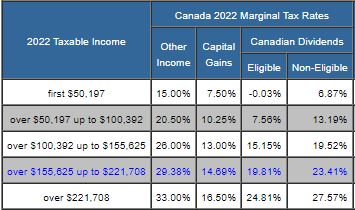 Canada 2022 Marginal Tax Rates
2022 Taxable Income
Other Income
Capital Gains
Canadian Dividends
Eligible Non-Eligible
first $50,197 15.00% 7.50% -0.03% 6.87%
over $50,197 up to $100,392 20.50% 10.25% 7.56% 13.19%
over $100,392 up to $155,625 26.00% 13.00% 15.15% 19.52%
over $155,625 up to $221,708 29.38% 14.69% 19.81% 23.41%
over $221,708 33.00% 16.50% 24.81% 27.57%